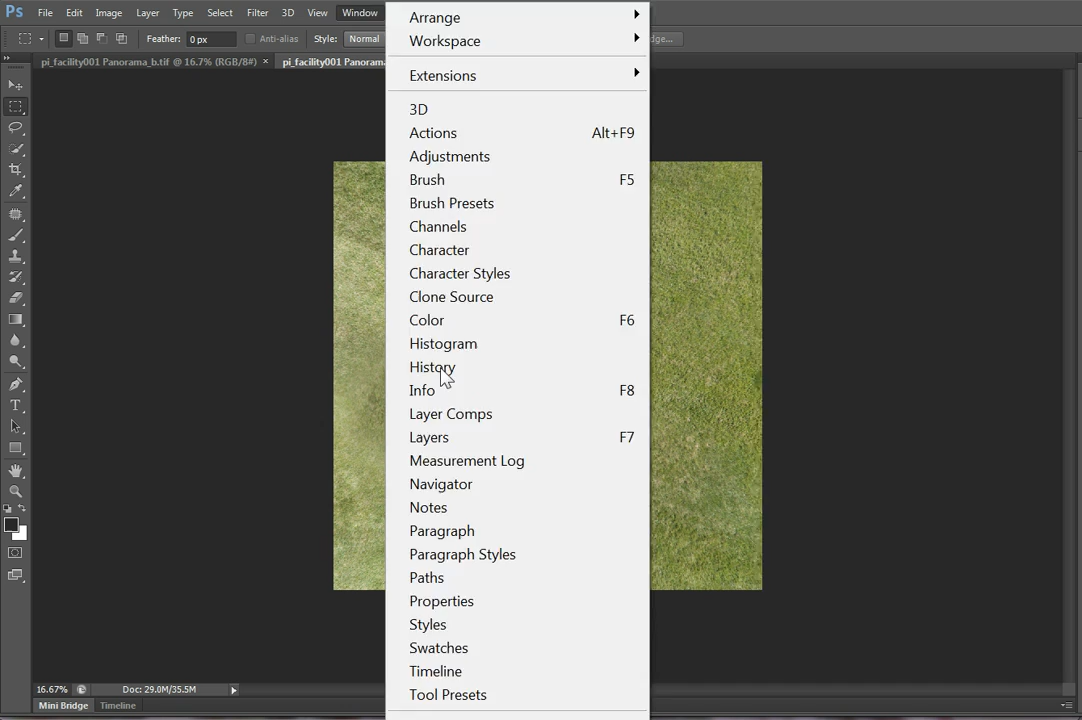 Ps File Edit Image Layer Type Select Filter 3D View Window
Feather: 0 px Anti-alias Style: Normal
pi_facility001 Panorama_b.tif @ 16.7% (RGB/8#) × pi_facility001 Panorama
Arrange
Workspace
Extensions
3D
Actions Alt+F9
Adjustments
Brush F5
Brush Presets
Channels
Character
Character Styles
Clone Source
Color F6
Histogram
History
Info F8
Layer Comps
Layers F7
Measurement Log
Navigator
Notes
Paragraph
Paragraph Styles
Paths
Properties
Styles
Swatches
Timeline
Tool Presets
16.67% Doc: 29.0M/35.5M
Mini Bridge Timeline